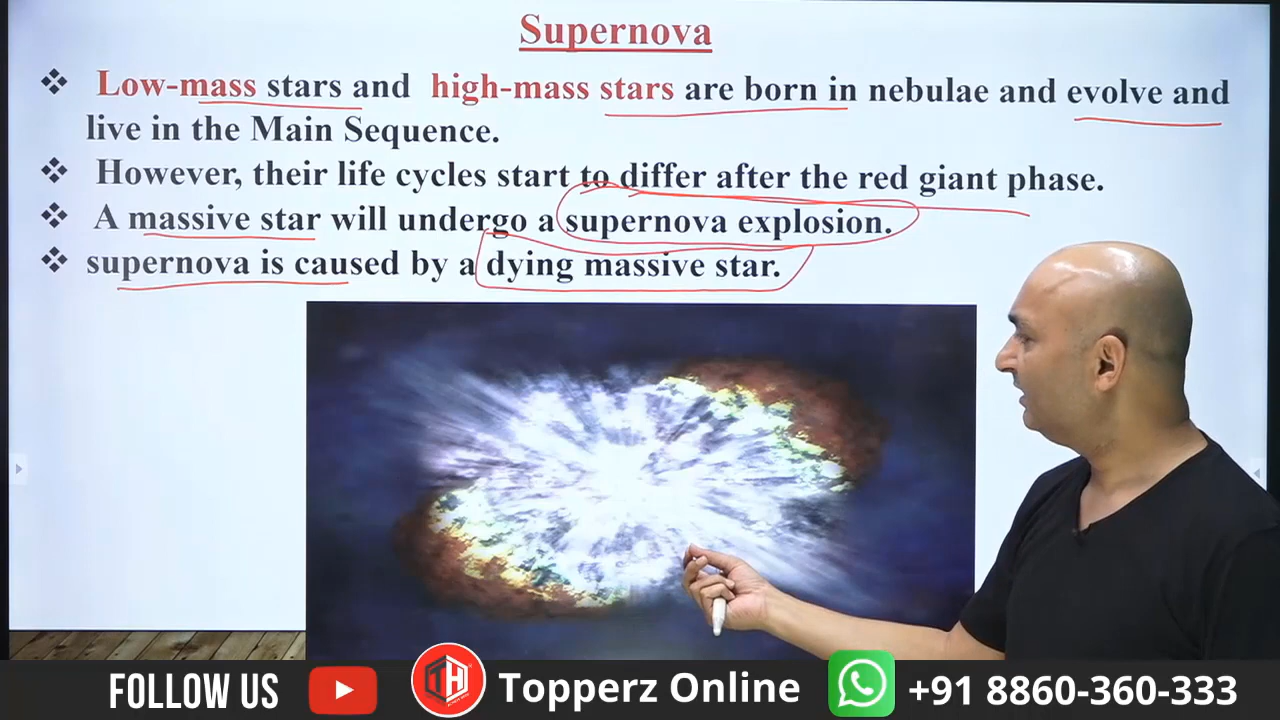 Supernova
❖ Low-mass stars and high-mass stars are born in nebulae and evolve and
live in the Main Sequence.
❖ However, their life cycles start to differ after the red giant phase.
❖ A massive star will undergo a supernova explosion.
❖ supernova is caused by a dying massive star.
FOLLOW US
Topperz Online
+91 8860-360-333